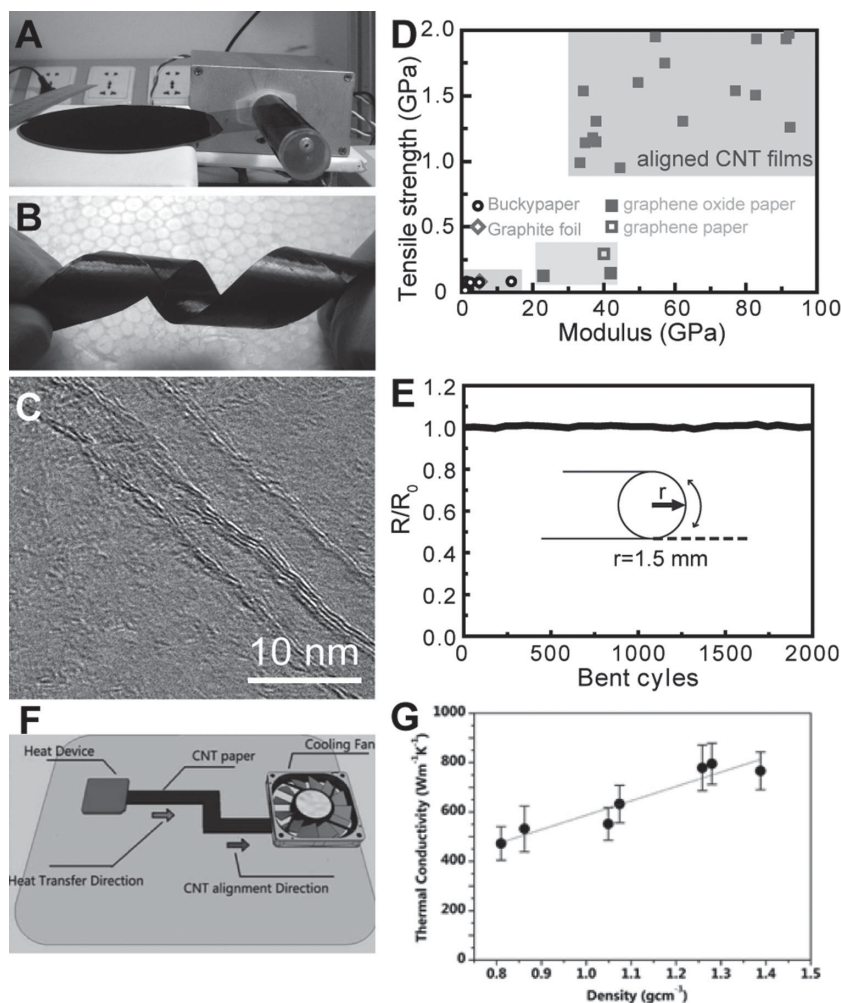 A
B
C
10 nm
D
Tensile strength (GPa)
2.0
1.5
1.0
0.5
0
aligned CNT films
Buckypaper
graphene oxide paper
Graphite foil
graphene paper
0 20 40 60 80 100
Modulus (GPa)
E
R/R0
1.2
1.0
0.8
0.6
0.4
0.2
0.0
r
r=1.5 mm
0 500 1000 1500 2000
Bent cyles
F
Heat Device
CNT paper
Cooling Fan
Heat Transfer Direction
CNT alignment Direction
G
Thermal Conductivity (Wm⁻¹K⁻¹)
1000
800
600
400
200
0
0.8 0.9 1.0 1.1 1.2 1.3 1.4 1.5
Density (gcm⁻³)